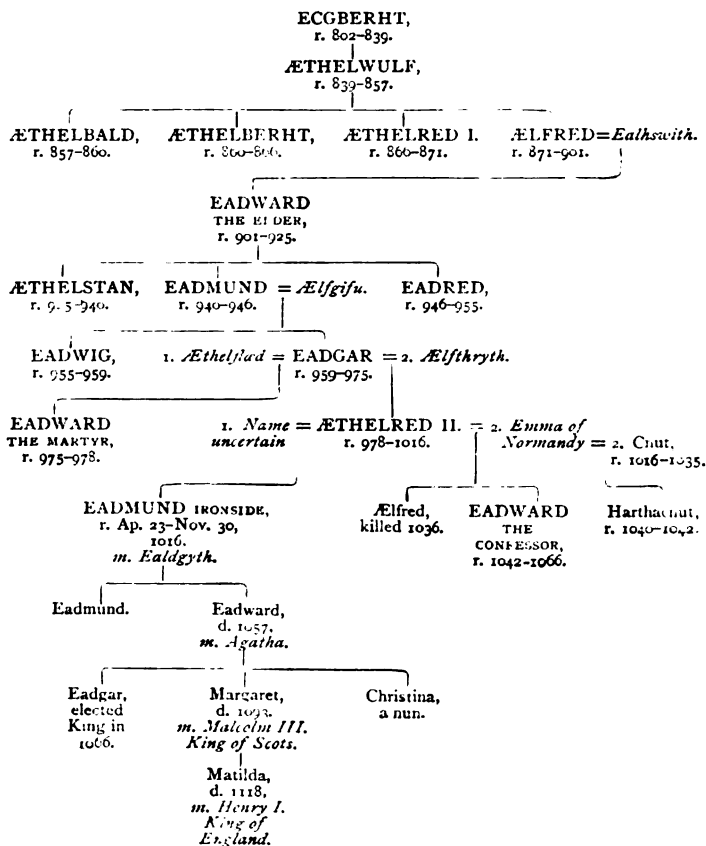 ECGBERHT,
r. 802–839.
ÆTHELWULF,
r. 839–857.
ÆTHELBALD, ÆTHELBERHT, ÆTHELRED I. ÆLFRED=Ealhswith.
r. 857–860. r. 860–866. r. 866–871. r. 871–901.
EADWARD
THE ELDER,
r. 901–925.
ÆTHELSTAN, EADMUND = Ælfgifu. EADRED,
r. 925–940. r. 940–946. r. 946–955.
EADWIG, 1. Æthelflæd = EADGAR = 2. Ælfthryth.
r. 955–959. r. 959–975.
EADWARD 1. Name = ÆTHELRED II. = 2. Emma of
THE MARTYR, uncertain r. 978–1016. Normandy = 2. Cnut,
r. 975–978. r. 1016–1035.
EADMUND IRONSIDE, Ælfred, EADWARD Harthacnut,
r. Ap. 23–Nov. 30, killed 1036. THE r. 1040–1042.
1016. CONFESSOR,
m. Ealdgyth. r. 1042–1066.
Eadmund. Eadward,
d. 1057,
m. Agatha.
Eadgar, Margaret, Christina,
elected d. 1093, a nun.
King in m. Malcolm III.
1066. King of Scots.
Matilda,
d. 1118,
m. Henry I.
King of
England.